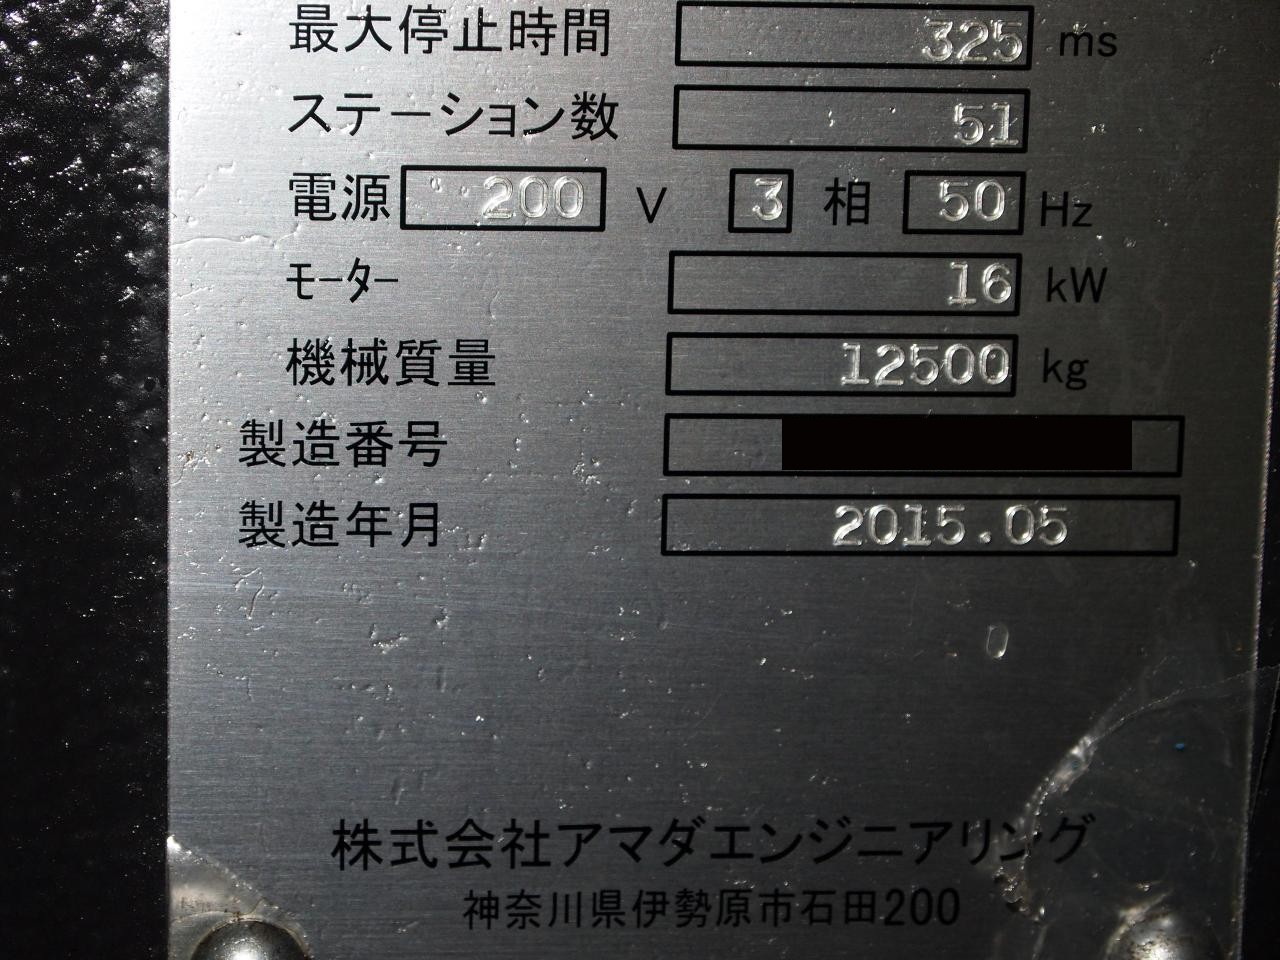 最大停止時間 325 ms
ステーション数 51
電源 200 V 3 相 50 Hz
モーター 16 kW
機械質量 12500 kg
製造番号
製造年月 2015.05
株式会社アマダエンジニアリング
神奈川県伊勢原市石田200